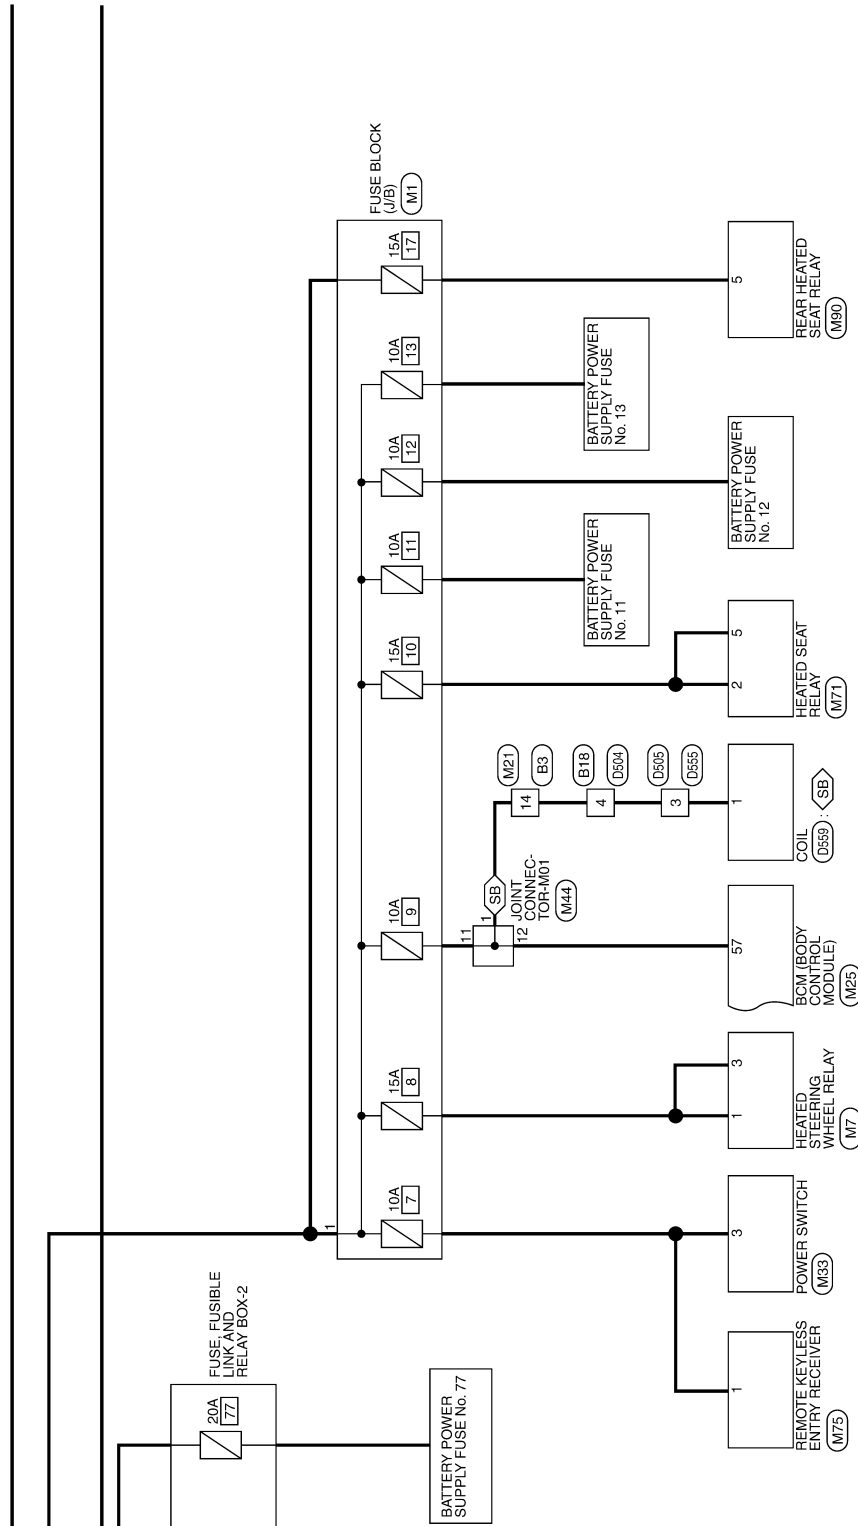 FUSE, FUSIBLE
LINK AND
RELAY BOX-2
20A
77
BATTERY POWER
SUPPLY FUSE No. 77
FUSE BLOCK
(J/B)
M1
1
10A
7
15A
8
10A
9
15A
10
10A
11
10A
12
10A
13
15A
17
11
1
12
SB
JOINT
CONNEC-
TOR-M01
M44
M21
14
B3
B18
4
D504
D505
3
D555
BATTERY POWER
SUPPLY FUSE
No. 11
BATTERY POWER
SUPPLY FUSE
No. 13
BATTERY POWER
SUPPLY FUSE
No. 12
1
REMOTE KEYLESS
ENTRY RECEIVER
M75
3
POWER SWITCH
M33
1
3
HEATED
STEERING
WHEEL RELAY
M7
57
BCM (BODY
CONTROL
MODULE)
M25
1
COIL
D559 : SB
2
5
HEATED SEAT
RELAY
M71
5
REAR HEATED
SEAT RELAY
M90